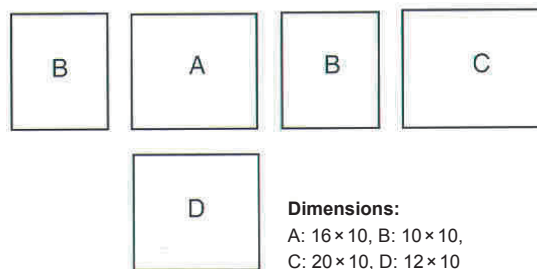 B A B C
D
Dimensions:
A: 16 × 10, B: 10 × 10,
C: 20 × 10, D: 12 × 10